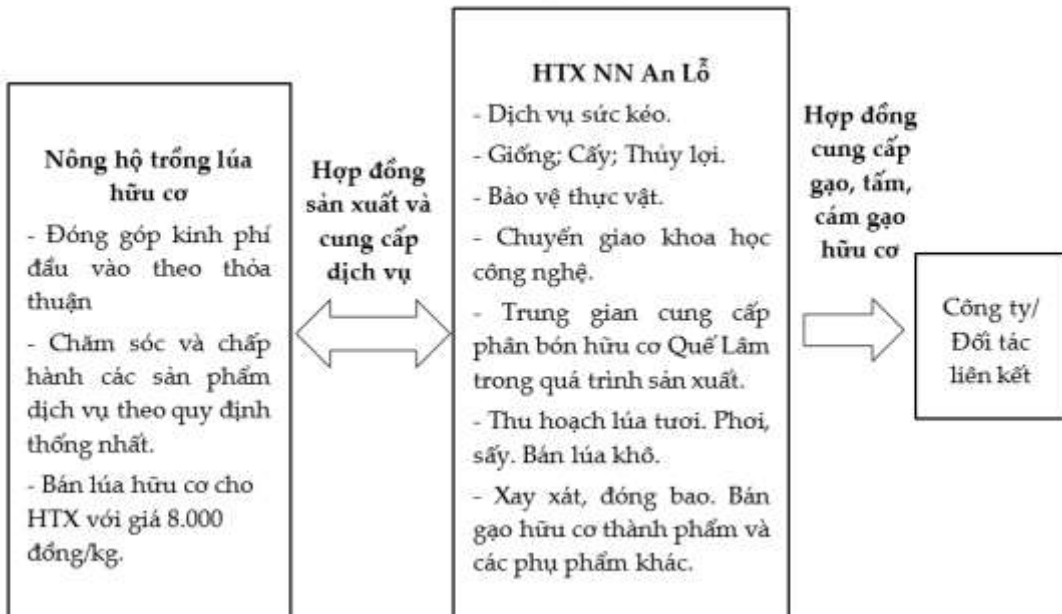 Nông hộ trồng lúa
hữu cơ
- Đóng góp kinh phí
đầu vào theo thỏa
thuận
- Chăm sóc và chấp
hành các sản phẩm
dịch vụ theo quy định
thống nhất.
- Bán lúa hữu cơ cho
HTX với giá 8.000
đồng/kg.
Hợp đồng
sản xuất và
cung cấp
dịch vụ
HTX NN An Lỗ
- Dịch vụ sức kéo.
- Giống; Cấy; Thủy lợi.
- Bảo vệ thực vật.
- Chuyển giao khoa học
công nghệ.
- Trung gian cung cấp
phân bón hữu cơ Quế Lâm
trong quá trình sản xuất.
- Thu hoạch lúa tươi. Phơi,
sấy. Bán lúa khô.
- Xay xát, đóng bao. Bán
gạo hữu cơ thành phẩm và
các phụ phẩm khác.
Hợp đồng
cung cấp
gạo, tấm,
cám gạo
hữu cơ
Công ty/
Đối tác
liên kết